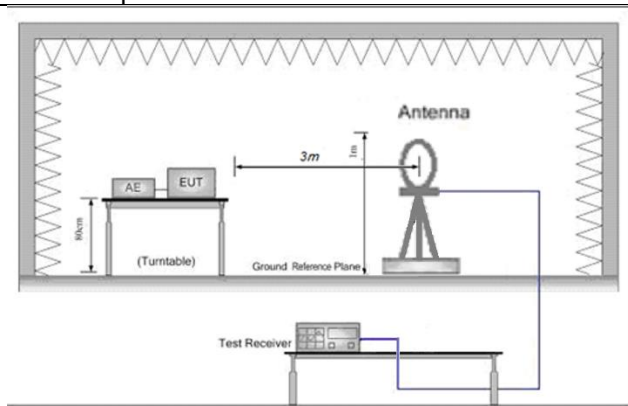 Antenna
3m
1m
AE
EUT
80cm
(Turntable)
Ground Reference Plane
Test Receiver